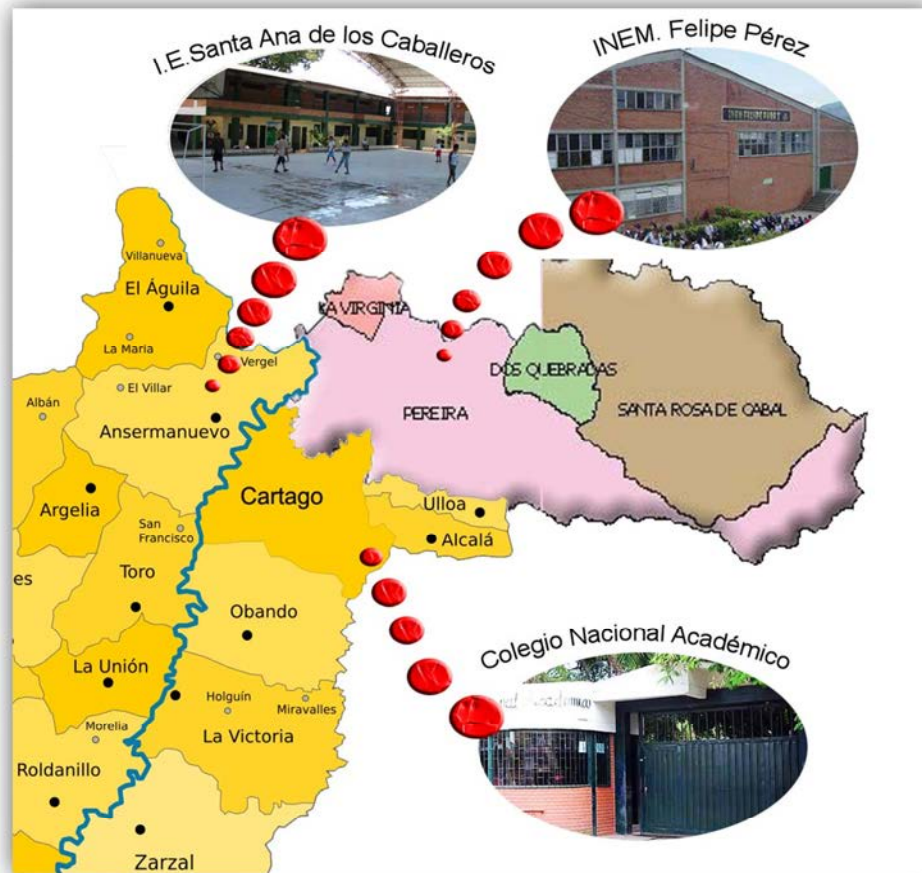 I.E.Santa Ana de los Caballeros
INEM. Felipe Pérez
Villanueva
El Águila
La Maria
Vergel
El Villar
Albán
Ansermanuevo
LA VIRGINIA
DOS QUEBRADAS
PEREIRA
SANTA ROSA DE CABAL
Cartago
Argelia
Ulloa
San
Francisco
Alcalá
Toro
es
Obando
Colegio Nacional Académico
La Unión
Holguín
Miravalles
Morelia
La Victoria
Roldanillo
Zarzal